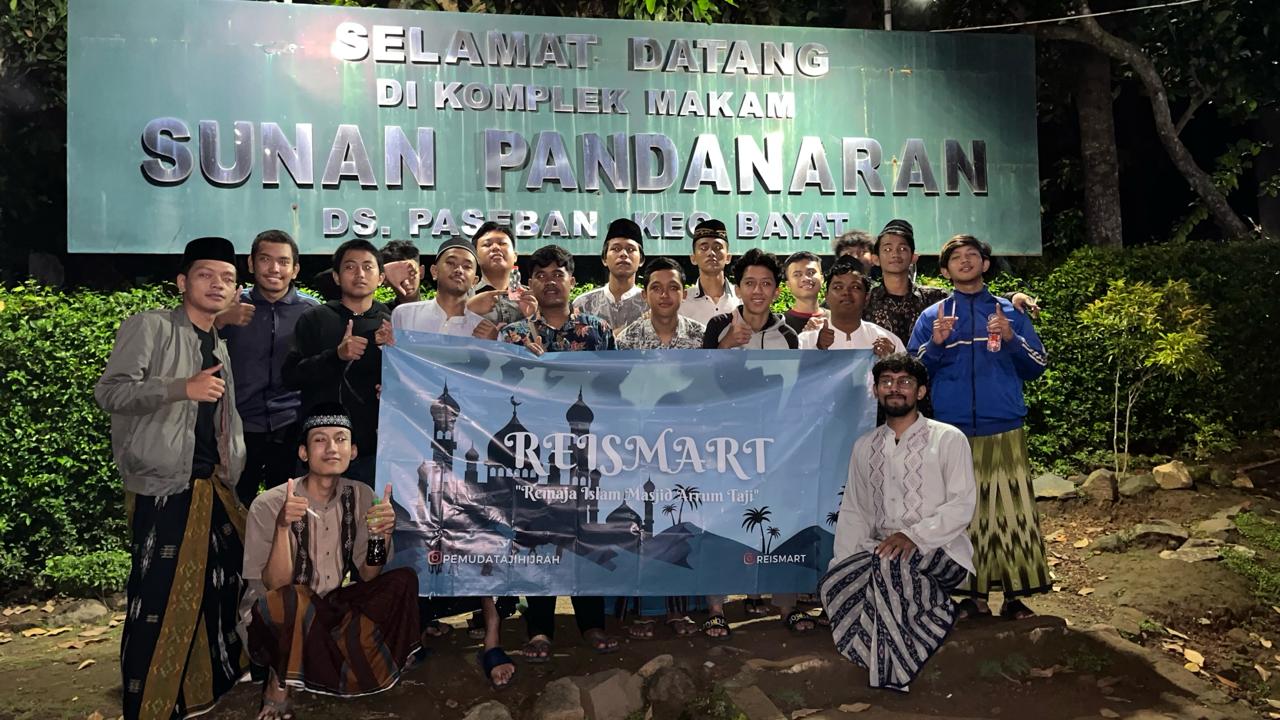 SELAMAT DATANG
DI KOMPLEK MAKAM
SUNAN PANDANARAN
DS. PASEBAN KEC BAYAT
REISMART
"Remaja Islam Masjid Arrum Taji"
PEMUDATAJIHIJRAH
REISMART